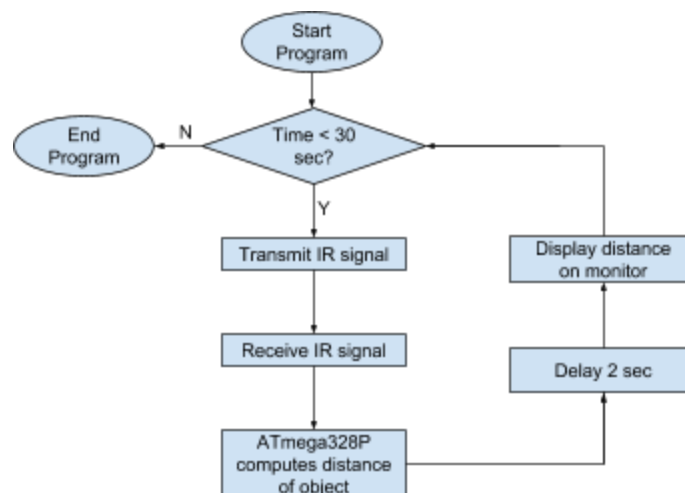 Start
Program
End
Program
N
Time < 30
sec?
Y
Transmit IR signal
Receive IR signal
ATmega328P
computes distance
of object
Delay 2 sec
Display distance
on monitor